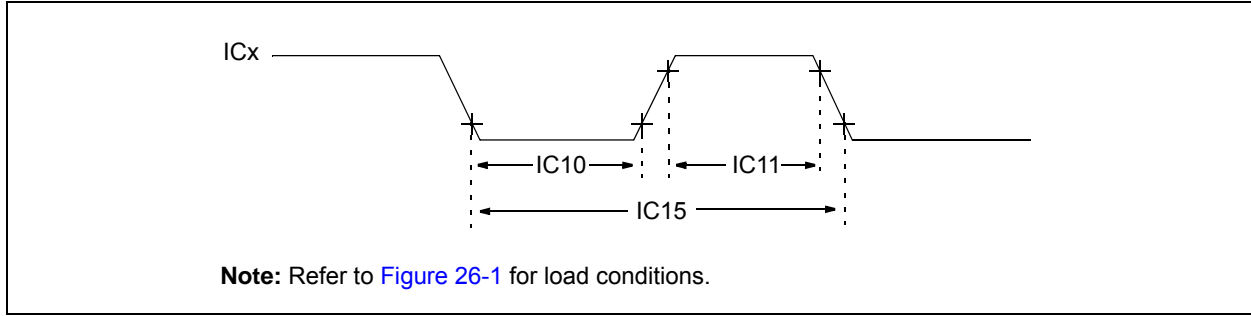 ICx
IC10
IC11
IC15
Note: Refer to Figure 26-1 for load conditions.